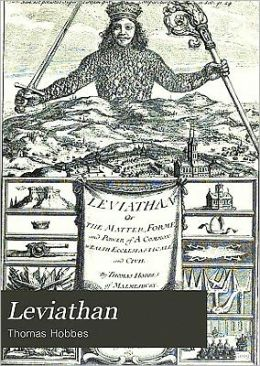 LEVIATHAN
Or
THE MATTER, FORME
and POWER of A COMMON
WEALTH ECCLESIASTICALL
and CIVIL
By THOMAS HOBBES
of MALMESBURY
Leviathan
Thomas Hobbes